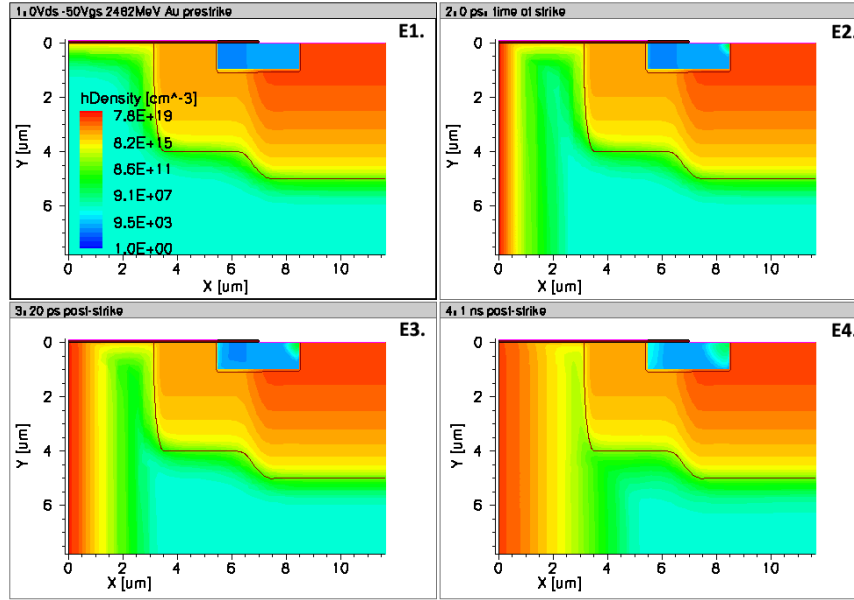 1: 0Vds -50Vgs 2482MeV Au prestrike
E1.
0
2
4
6
Y [um]
hDensity [cm^-3]
7.8E+19
8.2E+15
8.6E+11
9.1E+07
9.5E+03
1.0E+00
0 2 4 6 8 10
X [um]
2: 0 ps: time of strike
E2.
0
2
4
6
Y [um]
0 2 4 6 8 10
X [um]
3: 20 ps post-strike
E3.
0
2
4
6
Y [um]
0 2 4 6 8 10
X [um]
4: 1 ns post-strike
E4.
0
2
4
6
Y [um]
0 2 4 6 8 10
X [um]